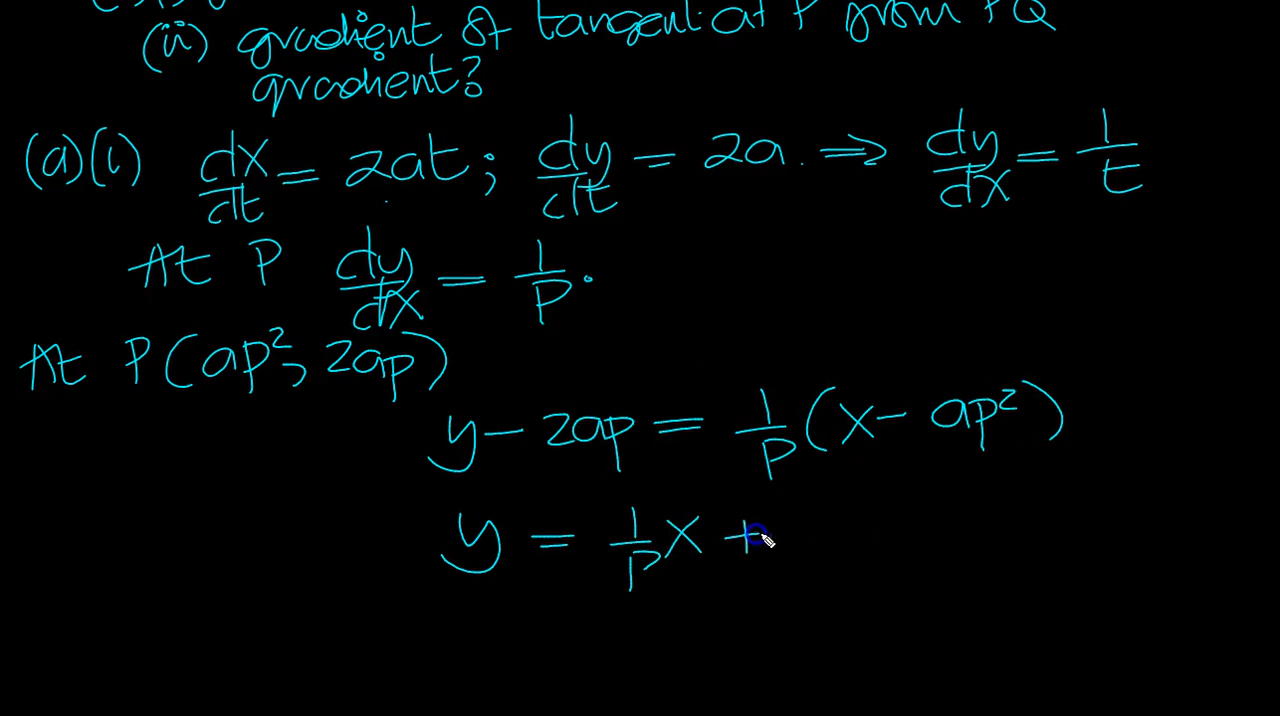 (ii) gradient of tangent at P from PQ
gradient?
(a)(i) dx/dt = 2at; dy/dt = 2a. ⇒ dy/dx = 1/t
At P dy/dx = 1/p.
At P(ap², 2ap)
y - 2ap = 1/p (x - ap²)
y = 1/p x +